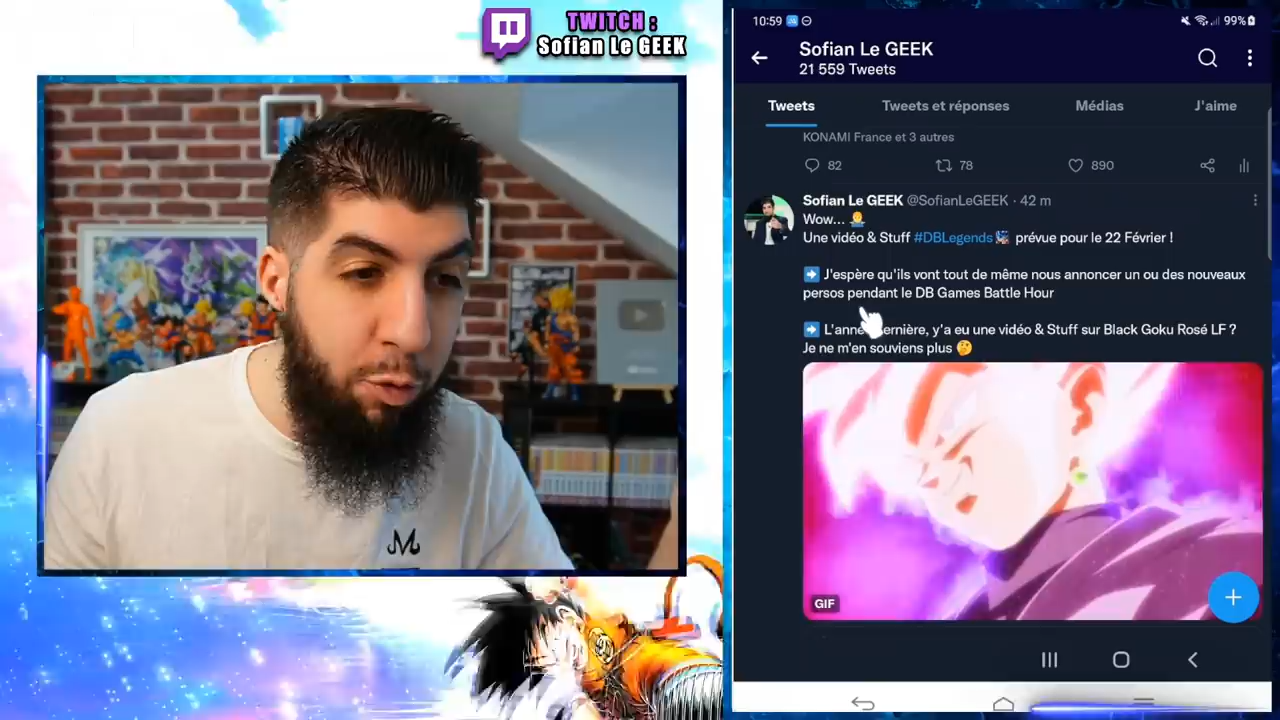 TWITCH :
Sofian Le GEEK
10:59
99%
Sofian Le GEEK
21 559 Tweets
Tweets
Tweets et réponses
Médias
J'aime
KONAMI France et 3 autres
82
78
890
Sofian Le GEEK @SofianLeGEEK · 42 m
Wow... 🤦‍♂️
Une vidéo & Stuff #DBLegends prévue pour le 22 Février !
➡️ J'espère qu'ils vont tout de même nous annoncer un ou des nouveaux
persos pendant le DB Games Battle Hour
➡️ L'année dernière, y'a eu une vidéo & Stuff sur Black Goku Rosé LF ?
Je ne m'en souviens plus 🤔
GIF